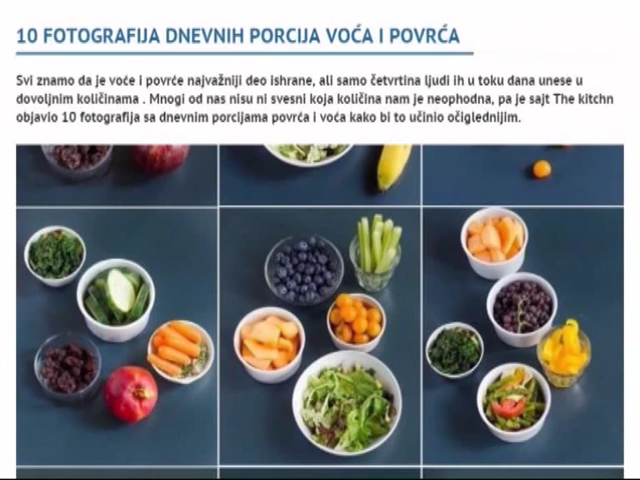 10 FOTOGRAFIJA DNEVNIH PORCIJA VOĆA I POVRĆA
Svi znamo da je voće i povrće najvažniji deo ishrane, ali samo četvrtina ljudi ih u toku dana unese u
dovoljnim količinama . Mnogi od nas nisu ni svesni koja količina nam je neophodna, pa je sajt The kitchn
objavio 10 fotografija sa dnevnim porcijama povrća i voća kako bi to učinio očiglednijim.